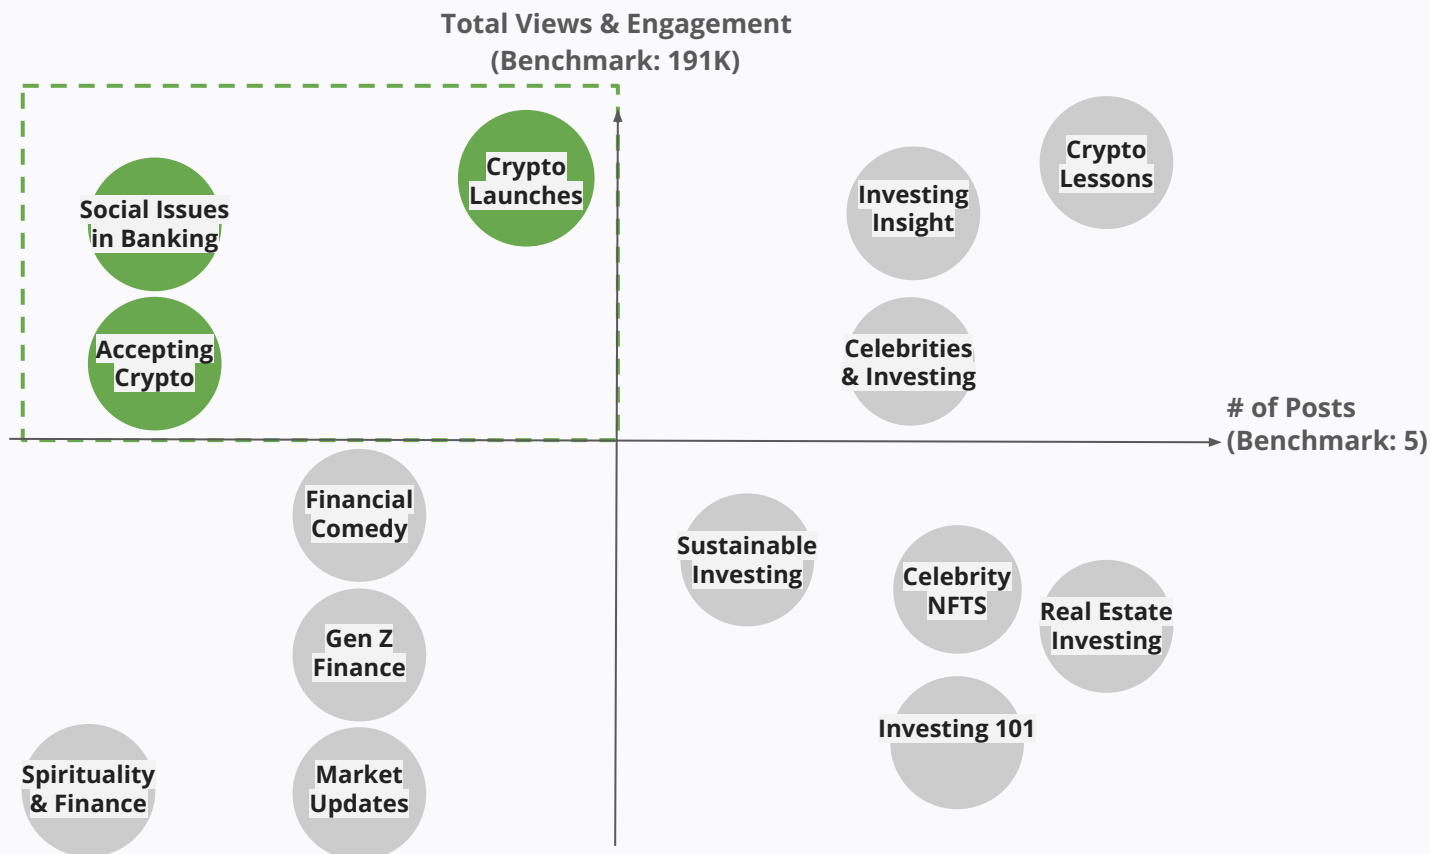 Total Views & Engagement
(Benchmark: 191K)
Crypto
Launches
Social Issues
in Banking
Accepting
Crypto
Crypto
Lessons
Investing
Insight
Celebrities
& Investing
# of Posts
(Benchmark: 5)
Financial
Comedy
Gen Z
Finance
Market
Updates
Spirituality
& Finance
Sustainable
Investing
Celebrity
NFTS
Real Estate
Investing
Investing 101